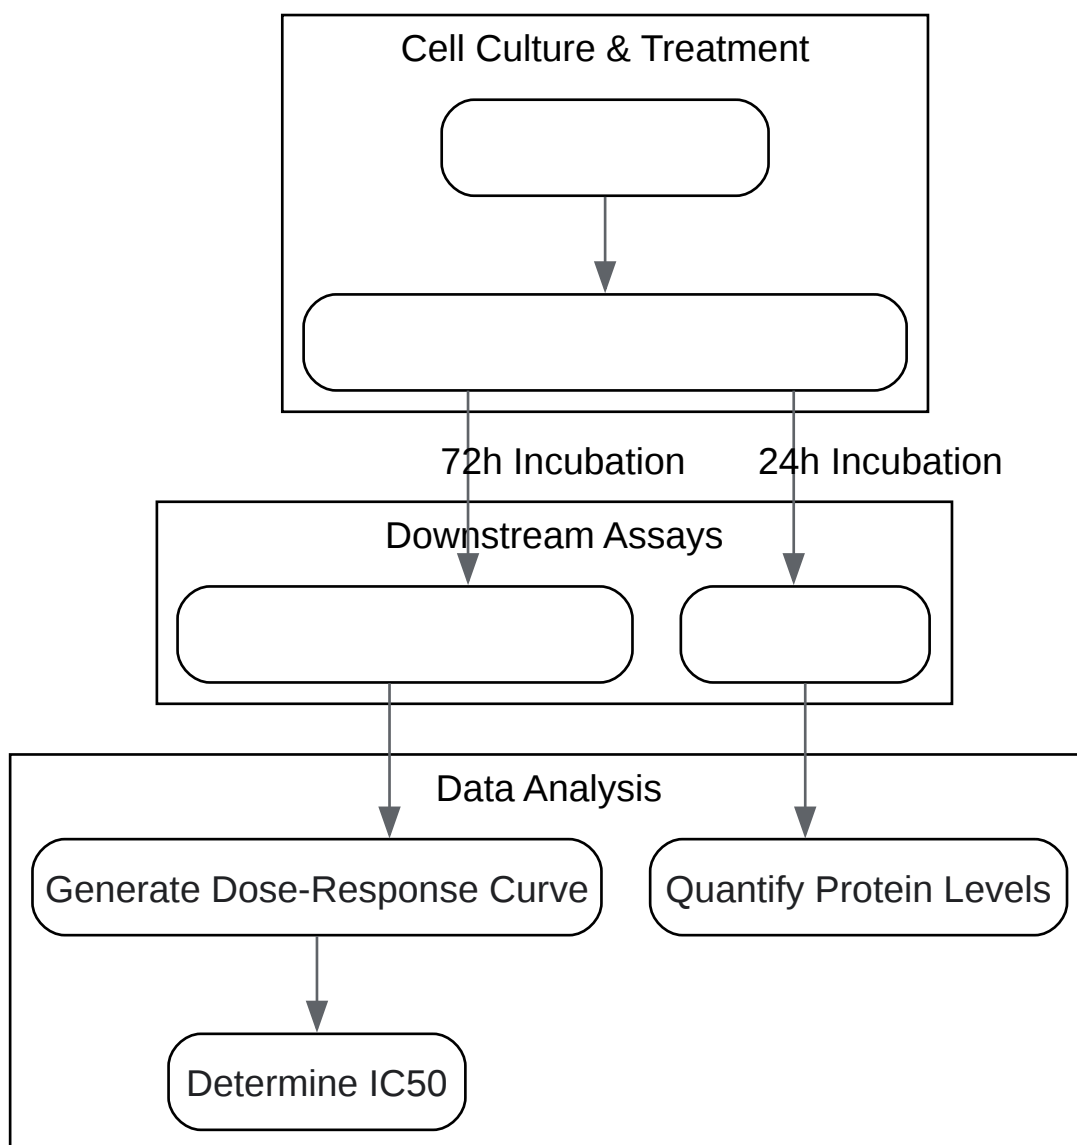 Cell Culture & Treatment
72h Incubation
24h Incubation
Downstream Assays
Data Analysis
Generate Dose-Response Curve
Quantify Protein Levels
Determine IC50